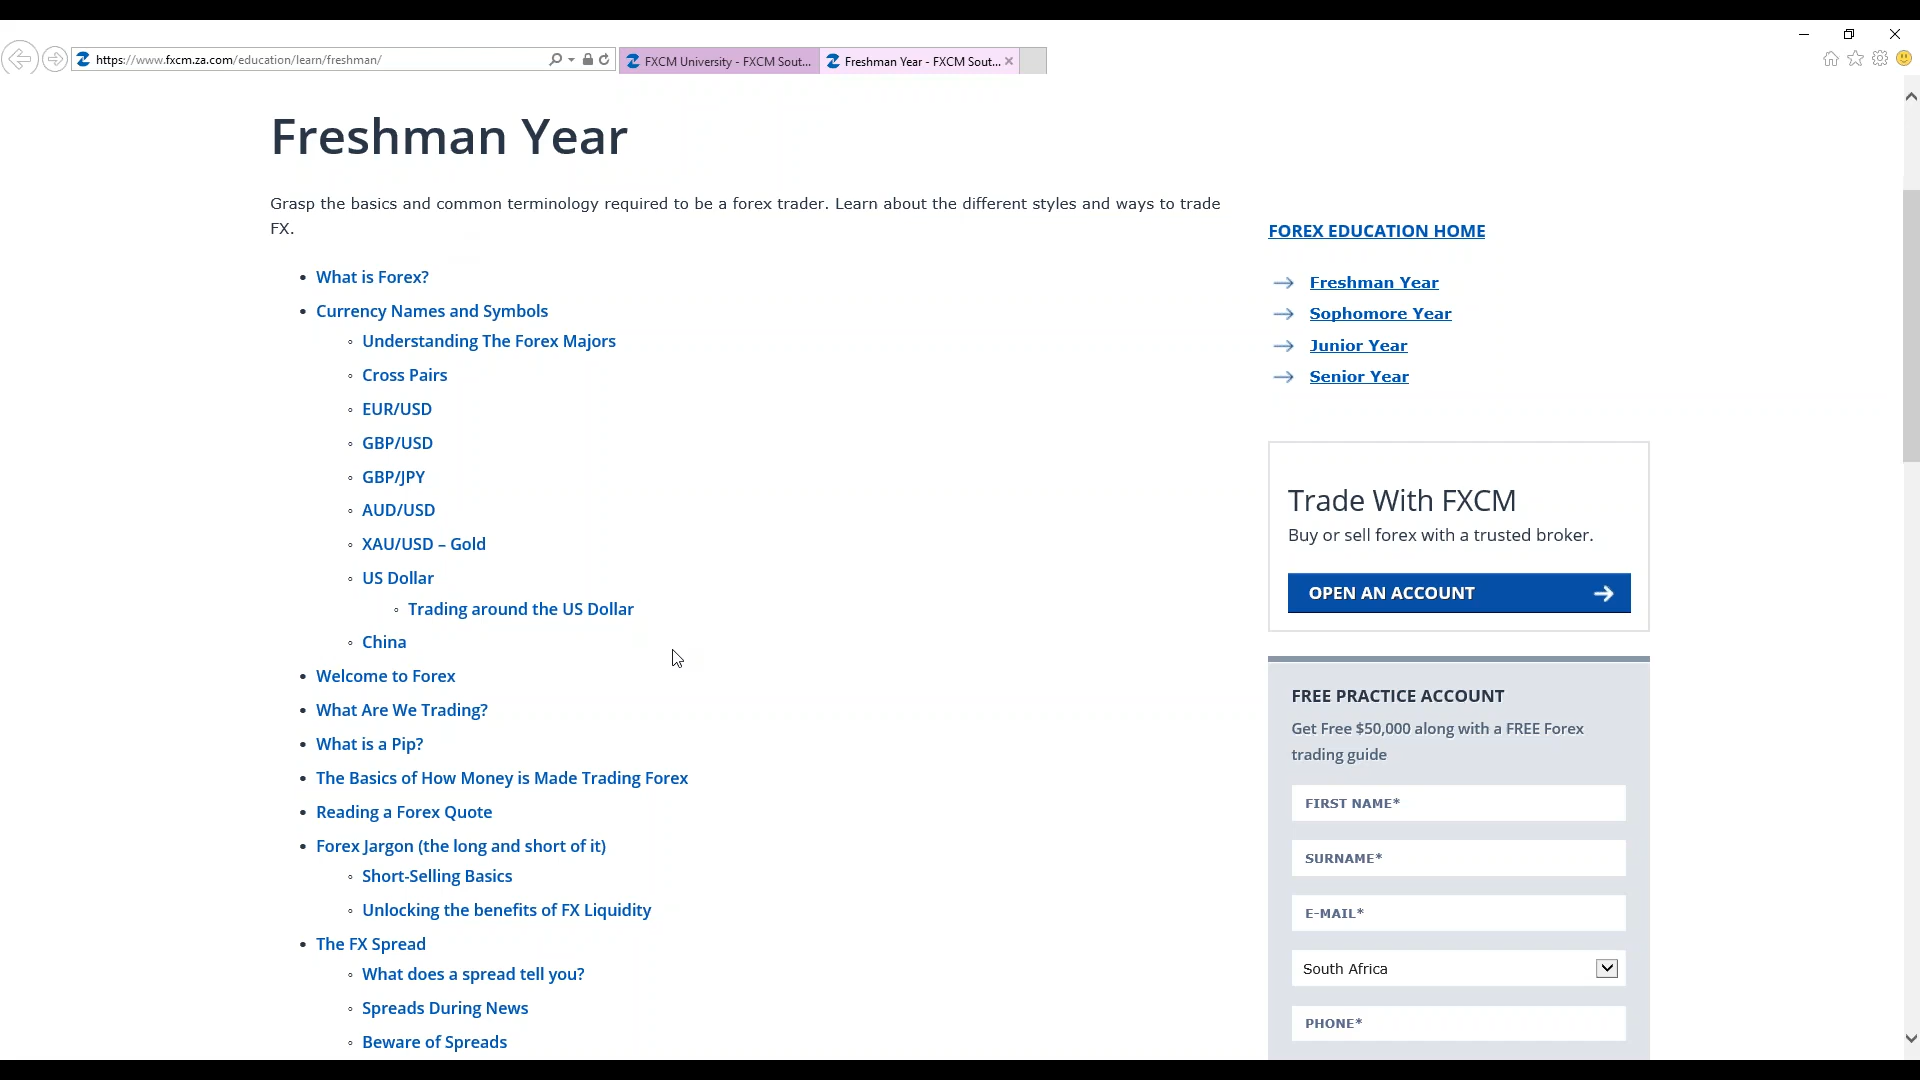 https://www.fxcm.za.com/education/learn/freshman/
FXCM University - FXCM Sout...
Freshman Year - FXCM Sout...
Freshman Year
Grasp the basics and common terminology required to be a forex trader. Learn about the different styles and ways to trade
FX.
What is Forex?
Currency Names and Symbols
Understanding The Forex Majors
Cross Pairs
EUR/USD
GBP/USD
GBP/JPY
AUD/USD
XAU/USD – Gold
US Dollar
Trading around the US Dollar
China
Welcome to Forex
What Are We Trading?
What is a Pip?
The Basics of How Money is Made Trading Forex
Reading a Forex Quote
Forex Jargon (the long and short of it)
Short-Selling Basics
Unlocking the benefits of FX Liquidity
The FX Spread
What does a spread tell you?
Spreads During News
Beware of Spreads
FOREX EDUCATION HOME
Freshman Year
Sophomore Year
Junior Year
Senior Year
Trade With FXCM
Buy or sell forex with a trusted broker.
OPEN AN ACCOUNT
FREE PRACTICE ACCOUNT
Get Free $50,000 along with a FREE Forex
trading guide
FIRST NAME*
SURNAME*
E-MAIL*
South Africa
PHONE*